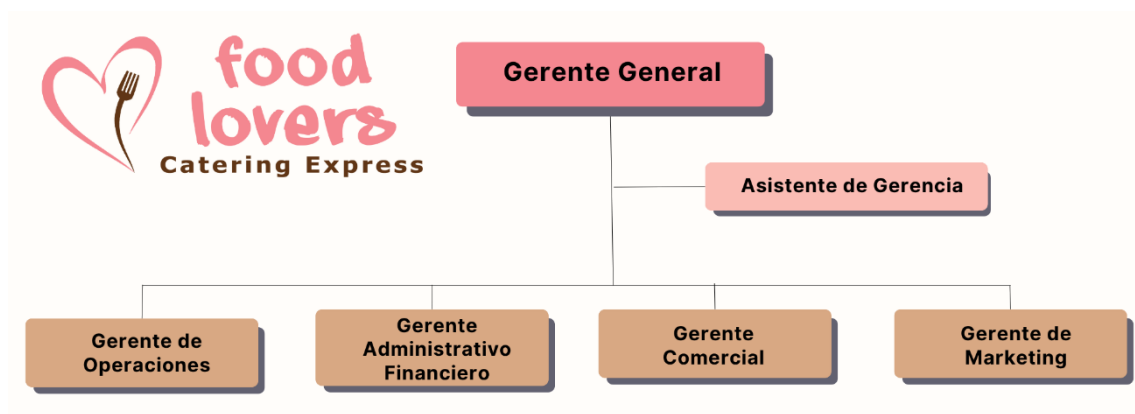 food
lovers
Catering Express
Gerente General
Asistente de Gerencia
Gerente de
Operaciones
Gerente
Administrativo
Financiero
Gerente
Comercial
Gerente de
Marketing